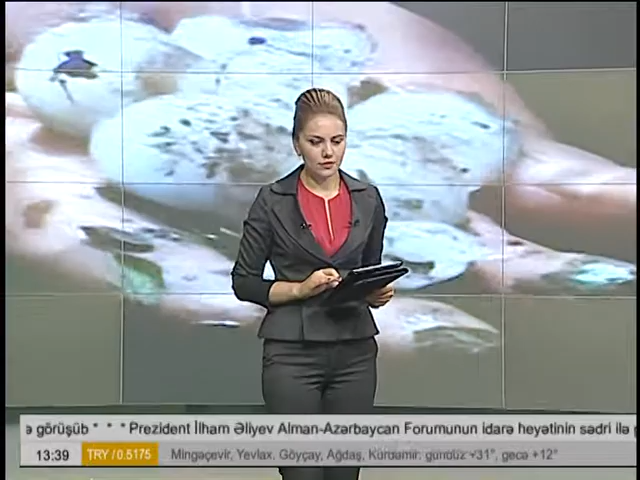 ə görüşüb * * * Prezident İlham Əliyev Alman-Azərbaycan Forumunun idarə heyətinin sədri ilə
13:39 TRY / 0.5175 Mingəçevir, Yevlax, Göyçay, Ağdaş, Kürdəmir: gündüz +31°, gecə +12°